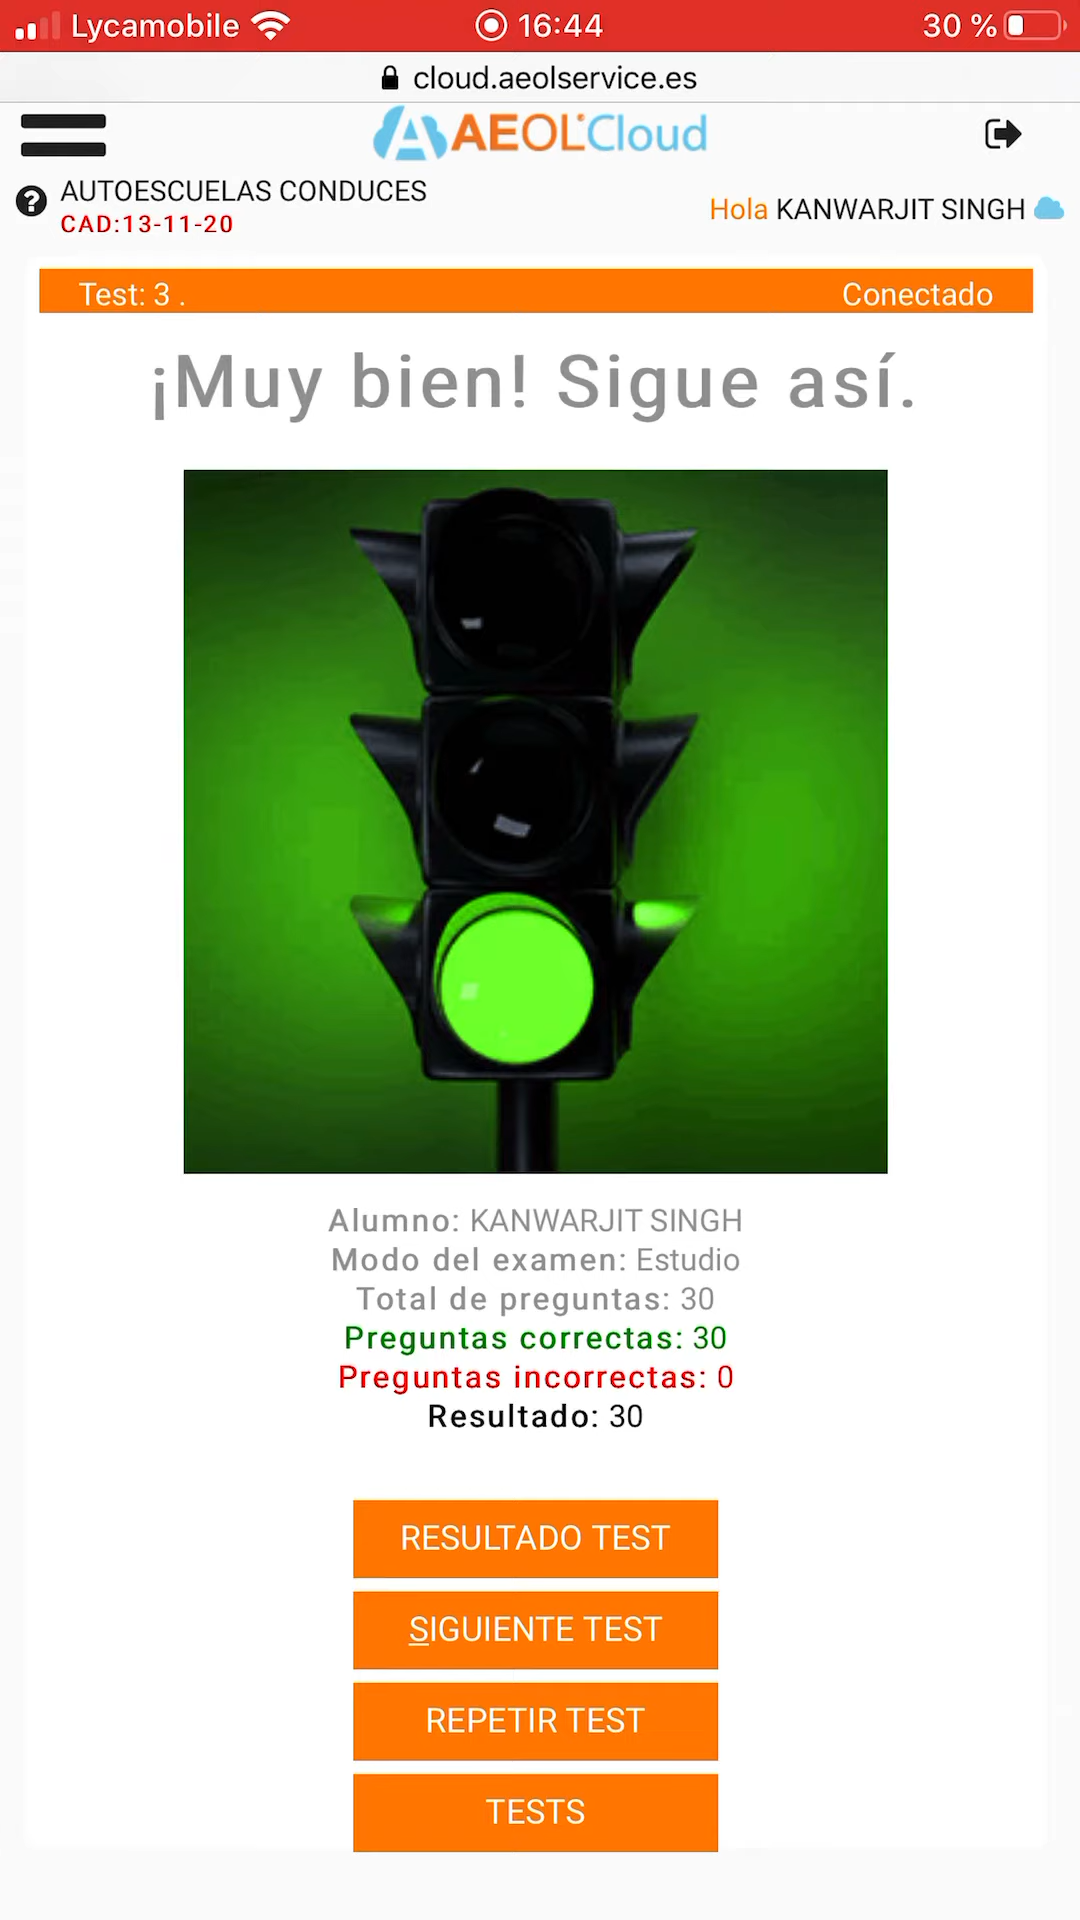 Lycamobile 16:44 30 %
cloud.aeolservice.es
AEOL Cloud
AUTOESCUELAS CONDUCES
CAD:13-11-20
Hola KANWARJIT SINGH
Test: 3 . Conectado
¡Muy bien! Sigue así.
Alumno: KANWARJIT SINGH
Modo del examen: Estudio
Total de preguntas: 30
Preguntas correctas: 30
Preguntas incorrectas: 0
Resultado: 30
RESULTADO TEST
SIGUIENTE TEST
REPETIR TEST
TESTS